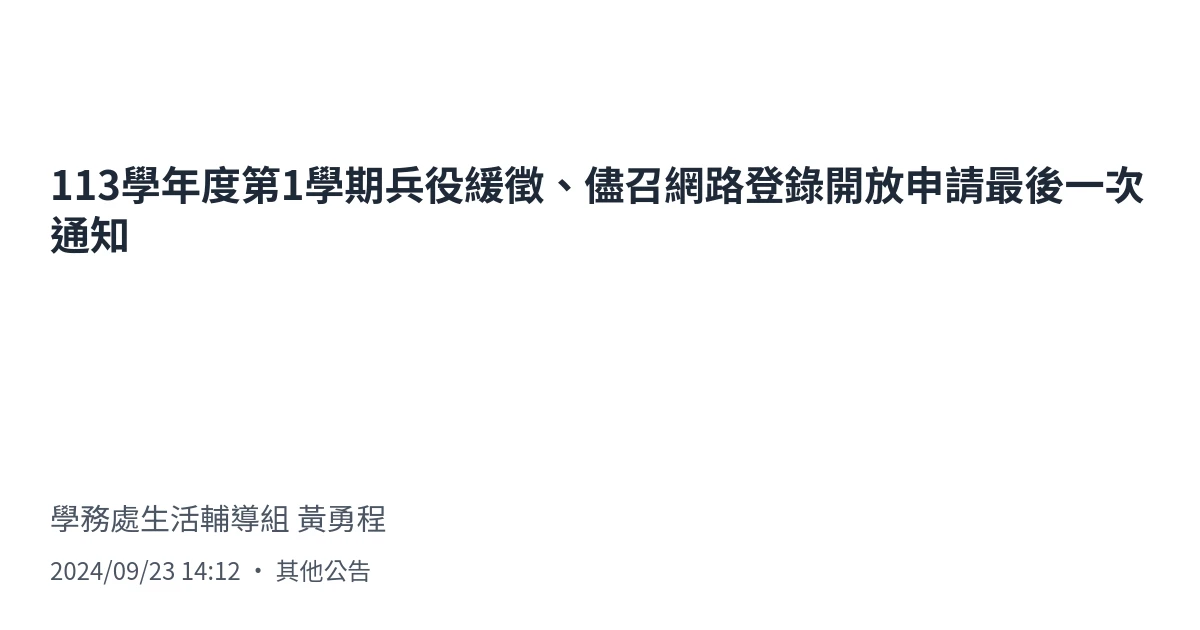 113學年度第1學期兵役緩徵、儘召網路登錄開放申請最後一次
通知
學務處生活輔導組 黃勇程
2024/09/23 14:12 • 其他公告